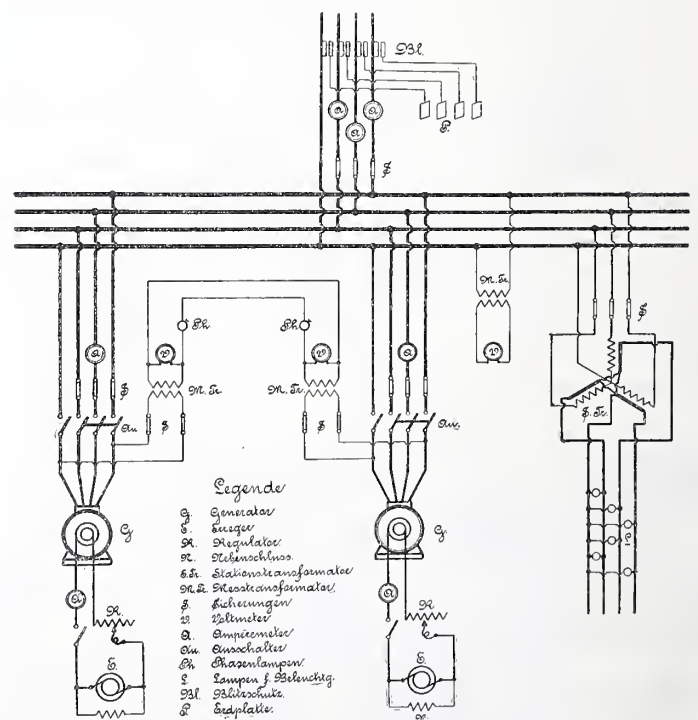 Bl.
A A
A
P.
S.
M. Tr.
Ph. Ph.
V V V
A A
S.
M. Tr. M. Tr.
S.
S S
Au. Au.
S. Tr.
L
Legende
G. Generator
E. Erreger
R. Regulator
N. Nebenschluss.
S. Tr. Stationstransformator
M. Tr. Messtransformator
S. Sicherungen
V. Voltmeter
A. Amperemeter
Au. Ausschalter
Ph Phasenlampen.
L Lampen f. Beleuchtg.
Bl. Blitzschutz.
P. Erdplatte.
G. G.
A A
R. R.
E. E.
N.